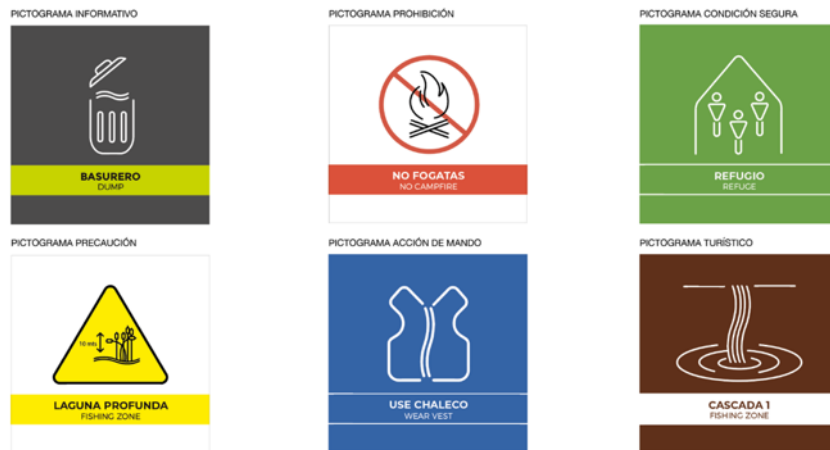 PICTOGRAMA INFORMATIVO
PICTOGRAMA PROHIBICIÓN
PICTOGRAMA CONDICIÓN SEGURA
BASURERO
DUMP
NO FOGATAS
NO CAMPFIRE
REFUGIO
REFUGE
PICTOGRAMA PRECAUCIÓN
PICTOGRAMA ACCIÓN DE MANDO
PICTOGRAMA TURÍSTICO
10 mts
LAGUNA PROFUNDA
FISHING ZONE
USE CHALECO
WEAR VEST
CASCADA 1
FISHING ZONE